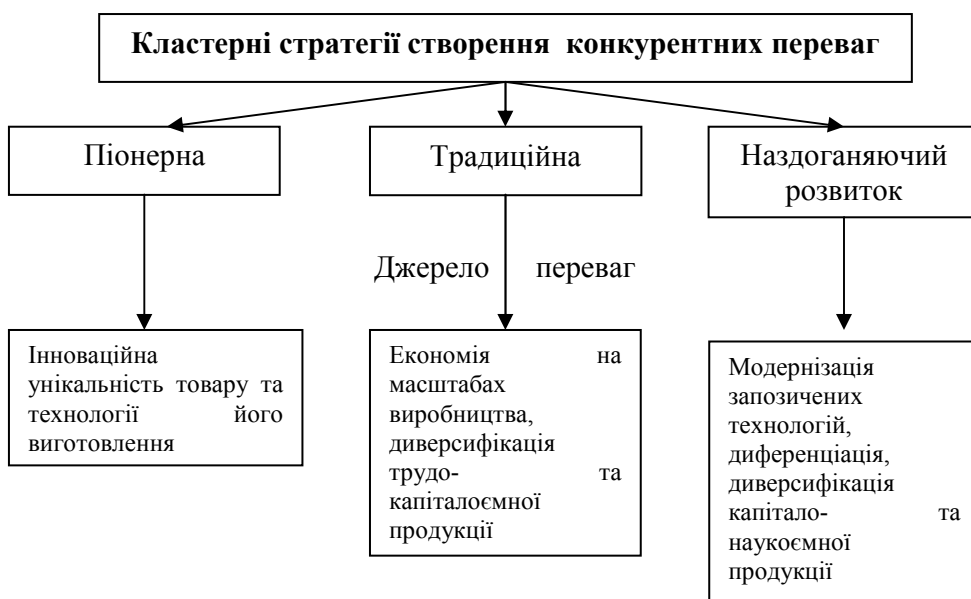 Кластерні стратегії створення конкурентних переваг
Піонерна
Традиційна
Наздоганяючий
розвиток
Джерело переваг
Інноваційна
унікальність товару та
технології його
виготовлення
Економія на
масштабах
виробництва,
диверсифікація
трудо- та
капіталоємної
продукції
Модернізація
запозичених
технологій,
диференціація,
диверсифікація
капітало- та
наукоємної
продукції